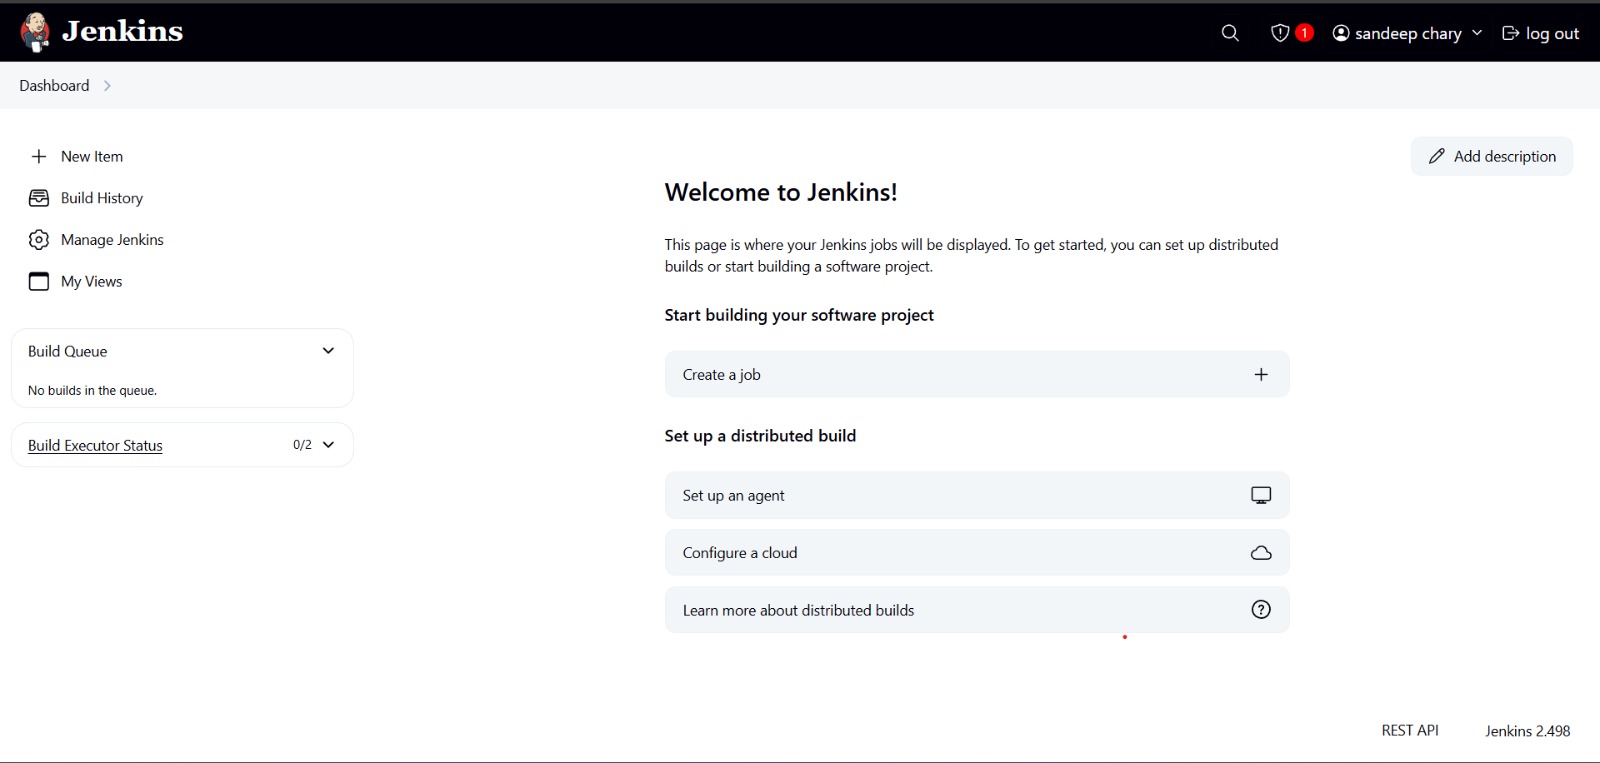 Jenkins
1
sandeep chary
log out
Dashboard
New Item
Build History
Manage Jenkins
My Views
Build Queue
No builds in the queue.
Build Executor Status
0/2
Add description
Welcome to Jenkins!
This page is where your Jenkins jobs will be displayed. To get started, you can set up distributed
builds or start building a software project.
Start building your software project
Create a job
Set up a distributed build
Set up an agent
Configure a cloud
Learn more about distributed builds
REST API
Jenkins 2.498